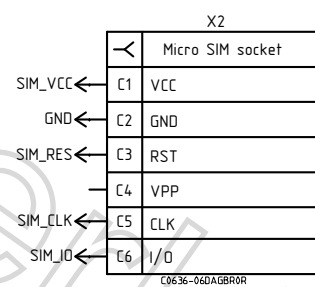 X2
Micro SIM socket
SIM_VCC C1 VCC
GND C2 GND
SIM_RES C3 RST
C4 VPP
SIM_CLK C5 CLK
SIM_IO C6 I/O
C0636-06DAGBR0R